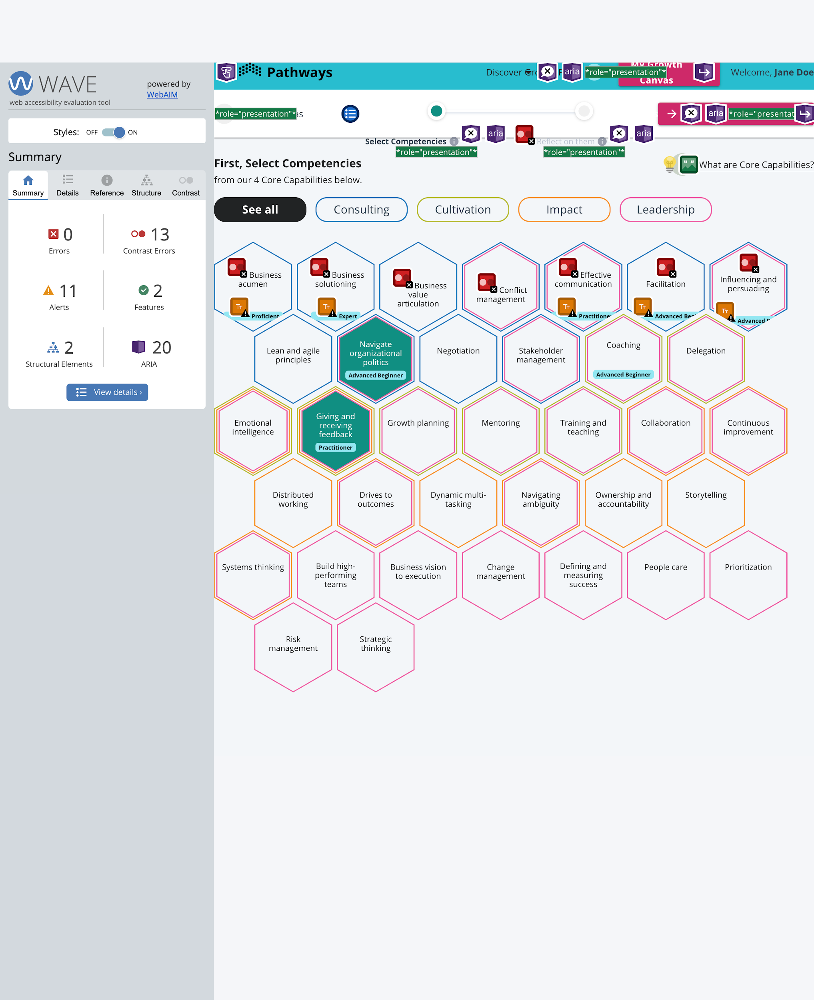 WAVE
powered by
WebAIM
web accessibility evaluation tool
Styles: OFF ON
Summary
Summary Details Reference Structure Contrast
0
Errors
13
Contrast Errors
11
Alerts
2
Features
2
Structural Elements
20
ARIA
View details ›
Pathways
Discover
aria
*role="presentation"*
My Growth
Canvas
Welcome, Jane Doe
*role="presentation"*
aria
*role="presentat
Select Competencies
aria
Reflect on them
aria
*role="presentation"*
*role="presentation"*
First, Select Competencies
from our 4 Core Capabilities below.
What are Core Capabilities?
See all
Consulting
Cultivation
Impact
Leadership
Business
acumen
Proficient
Business
solutioning
Expert
Business
value
articulation
Conflict
management
Effective
communication
Practitioner
Facilitation
Advanced Beg
Influencing and
persuading
Advanced
Lean and agile
principles
Navigate
organizational
politics
Advanced Beginner
Negotiation
Stakeholder
management
Coaching
Advanced Beginner
Delegation
Emotional
intelligence
Giving and
receiving
feedback
Practitioner
Growth planning
Mentoring
Training and
teaching
Collaboration
Continuous
improvement
Distributed
working
Drives to
outcomes
Dynamic multi-
tasking
Navigating
ambiguity
Ownership and
accountability
Storytelling
Systems thinking
Build high-
performing
teams
Business vision
to execution
Change
management
Defining and
measuring
success
People care
Prioritization
Risk
management
Strategic
thinking